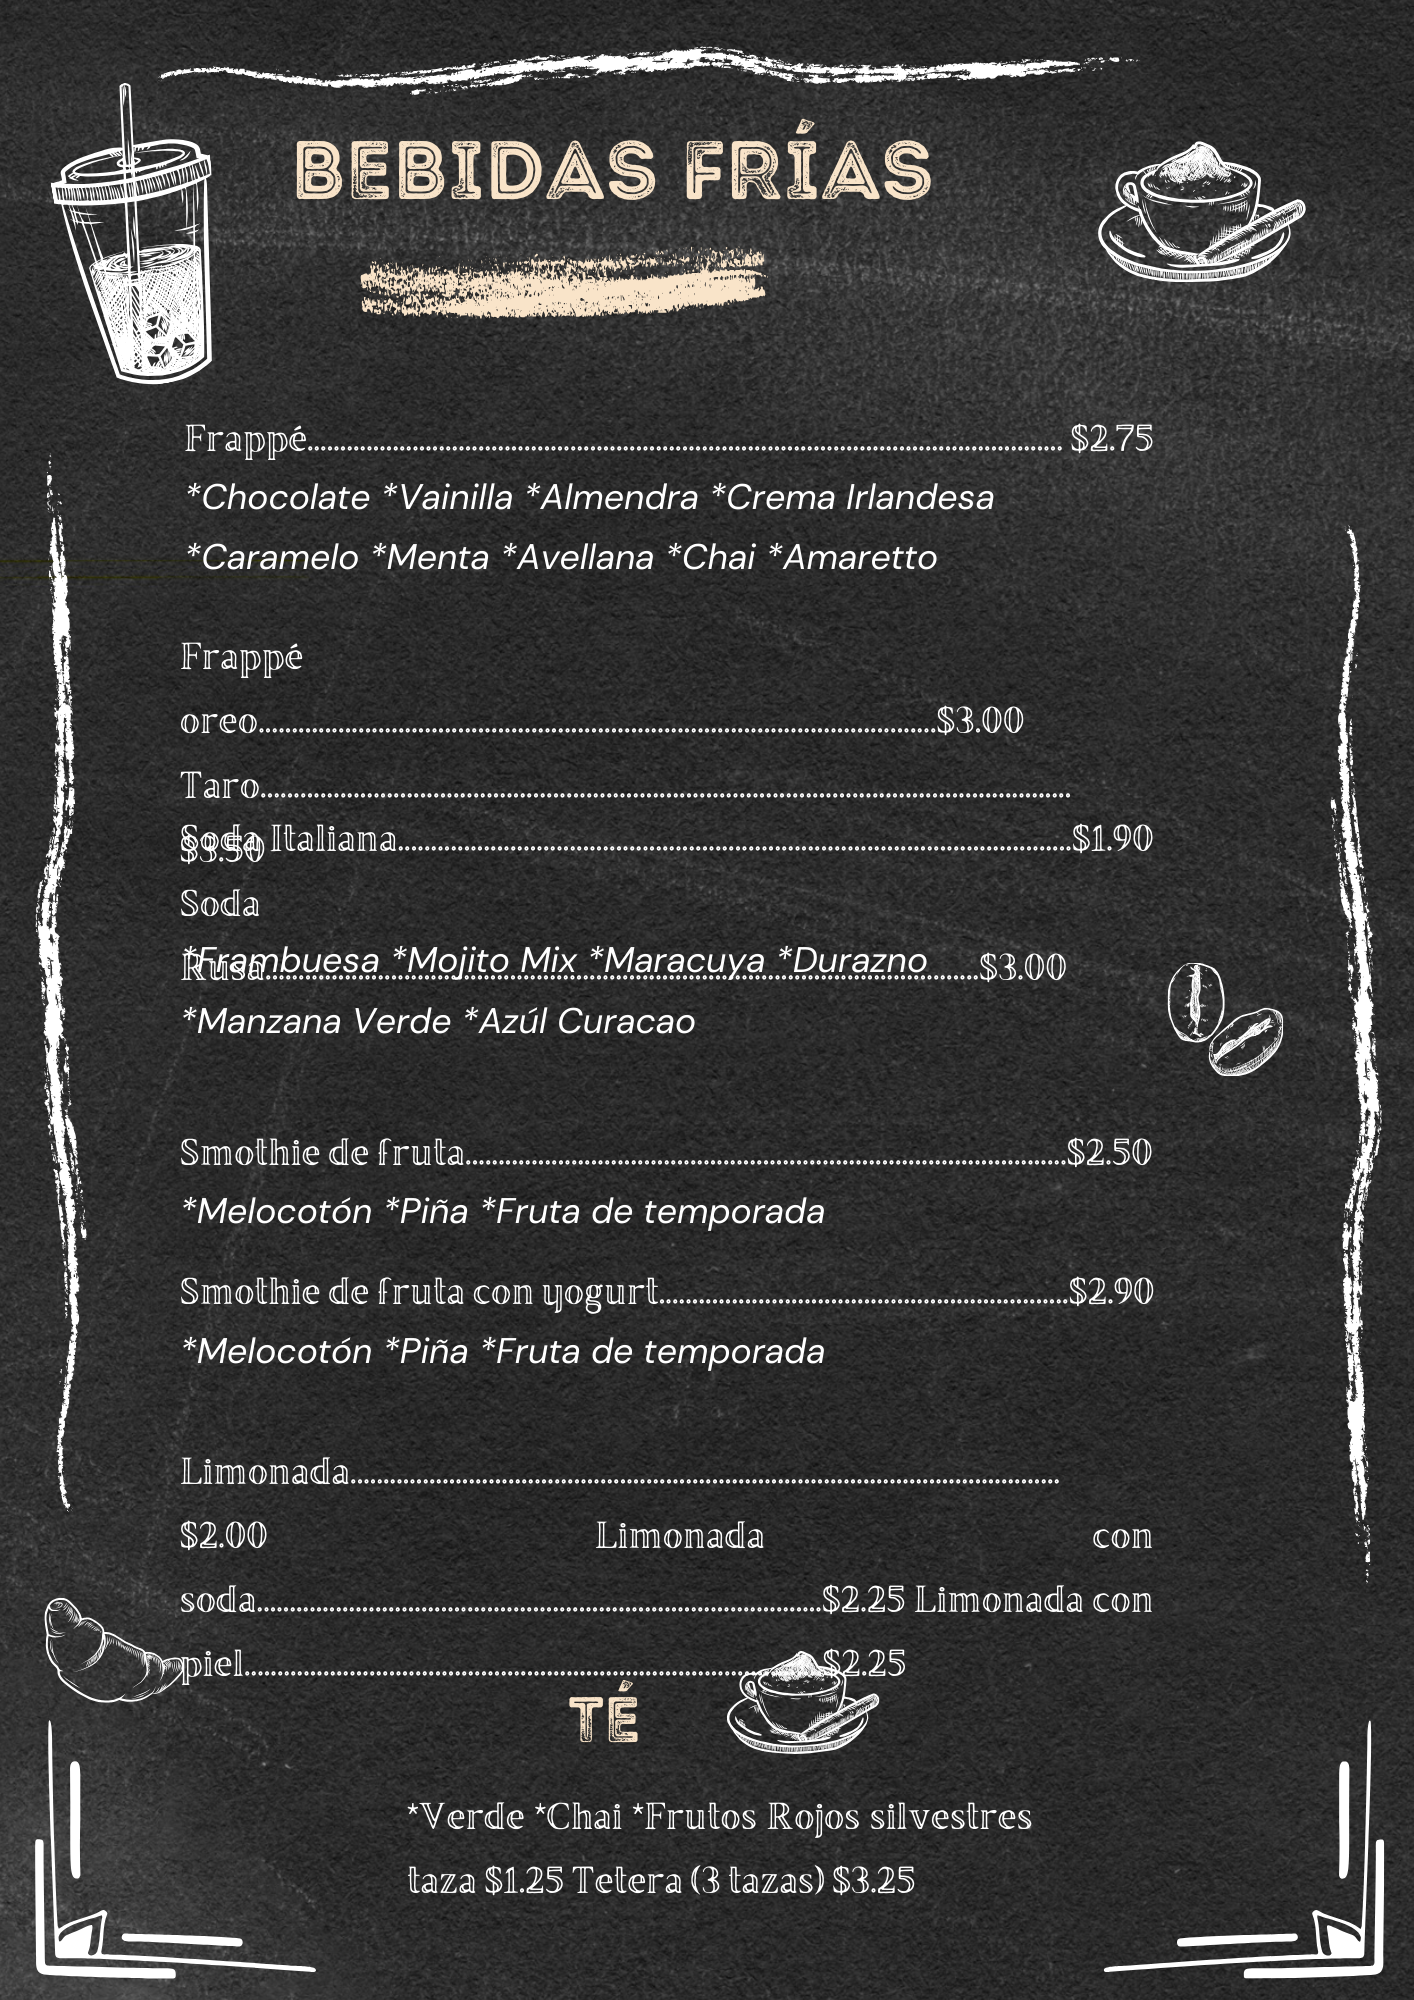 BEBIDAS FRÍAS
Frappé.................................................................................................................. $2.75
*Chocolate *Vainilla *Almendra *Crema Irlandesa
*Caramelo *Menta *Avellana *Chai *Amaretto
Frappé
oreo......................................................................................................$3.00
Taro..........................................................................................................................
Soda Italiana......................................................................................................$1.90
$3.50
Soda
*Frambuesa *Mojito Mix *Maracuya *Durazno
Rusa...........................................................................................................$3.00
*Manzana Verde *Azúl Curacao
Smothie de fruta...........................................................................................$2.50
*Melocotón *Piña *Fruta de temporada
Smothie de fruta con yogurt..............................................................$2.90
*Melocotón *Piña *Fruta de temporada
Limonada...........................................................................................................
$2.00 Limonada con
soda.....................................................................................$2.25 Limonada con
piel.......................................................................................$2.25
TÉ
*Verde *Chai *Frutos Rojos silvestres
taza $1.25 Tetera (3 tazas) $3.25